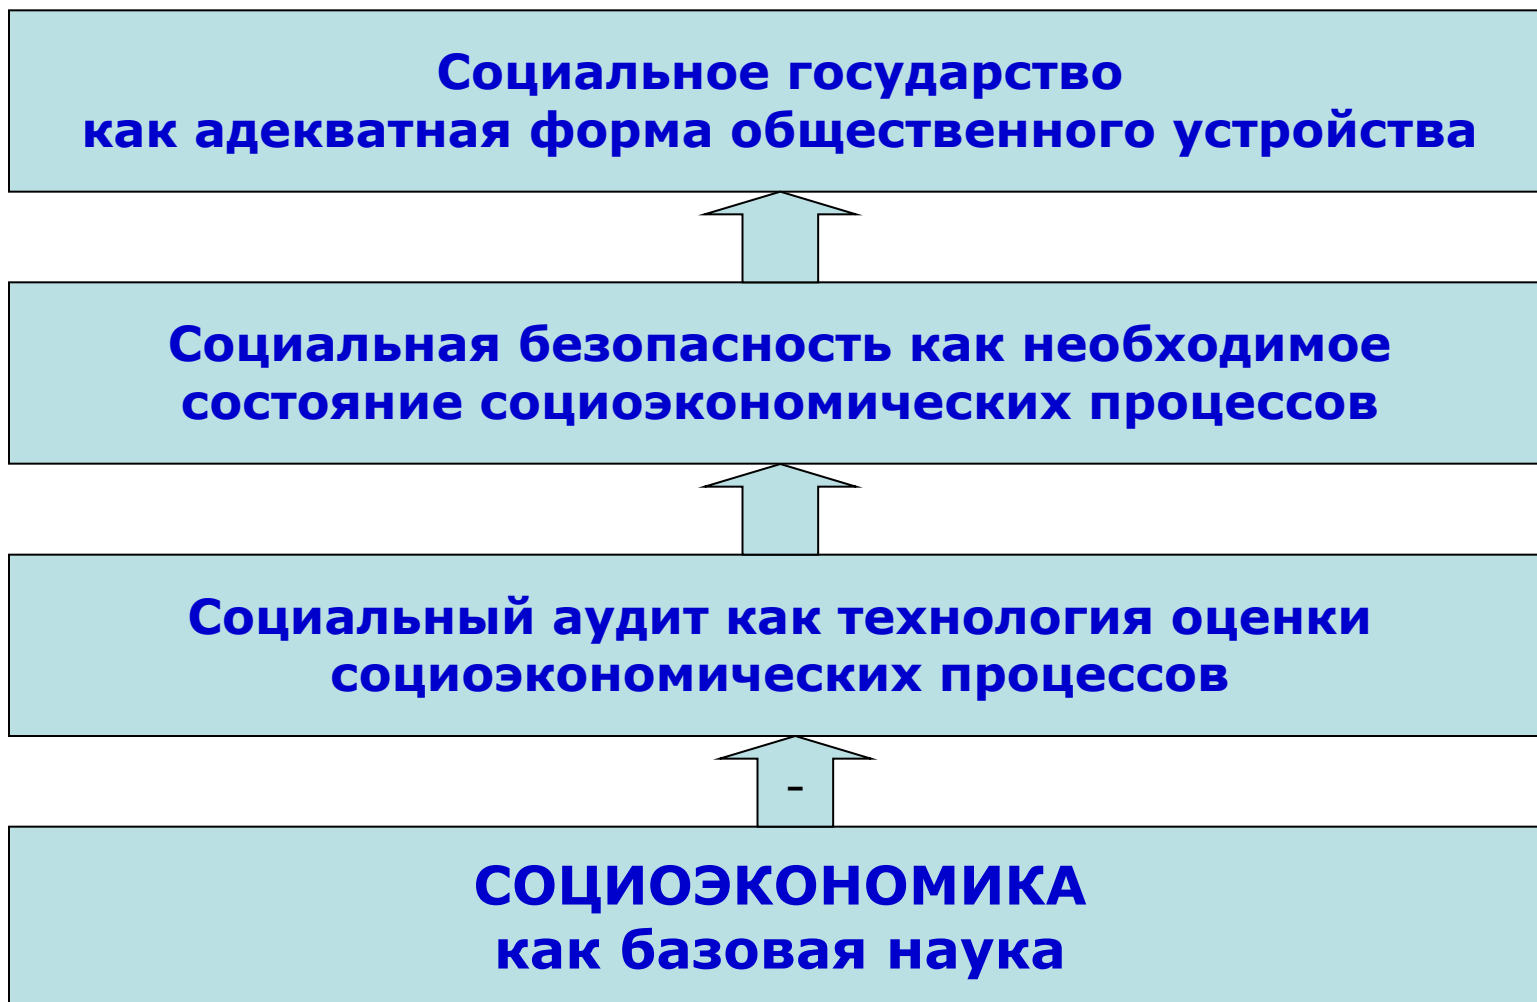 Социальное государство
как адекватная форма общественного устройства
Социальная безопасность как необходимое
состояние социоэкономических процессов
Социальный аудит как технология оценки
социоэкономических процессов
-
СОЦИОЭКОНОМИКА
как базовая наука